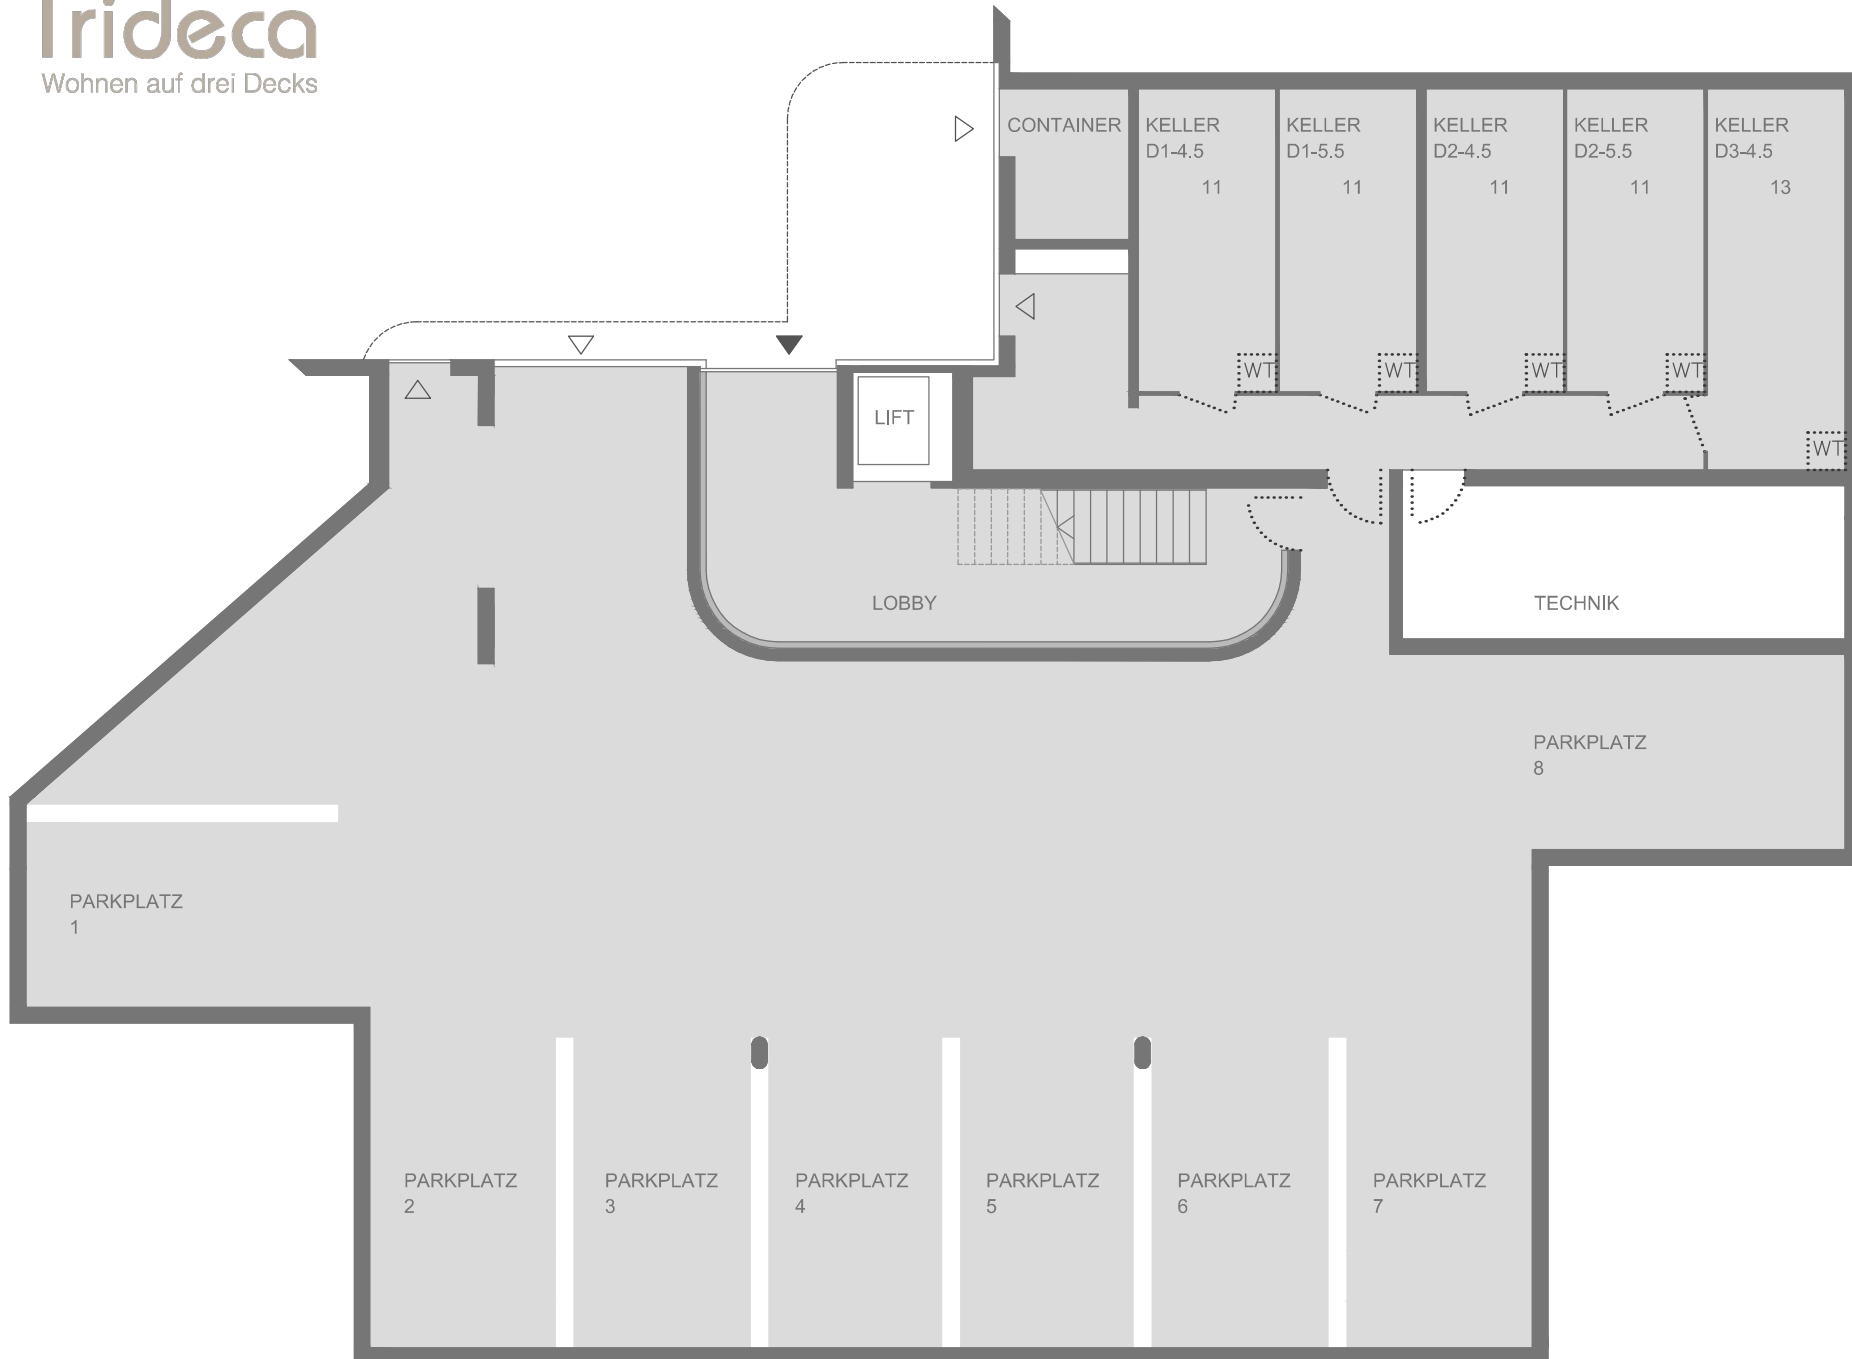 Trideca
Wohnen auf drei Decks
CONTAINER
KELLER
D1-4.5
11
KELLER
D1-5.5
11
KELLER
D2-4.5
11
KELLER
D2-5.5
11
KELLER
D3-4.5
13
WT
WT
WT
WT
WT
LIFT
LOBBY
TECHNIK
PARKPLATZ
8
PARKPLATZ
1
PARKPLATZ
2
PARKPLATZ
3
PARKPLATZ
4
PARKPLATZ
5
PARKPLATZ
6
PARKPLATZ
7